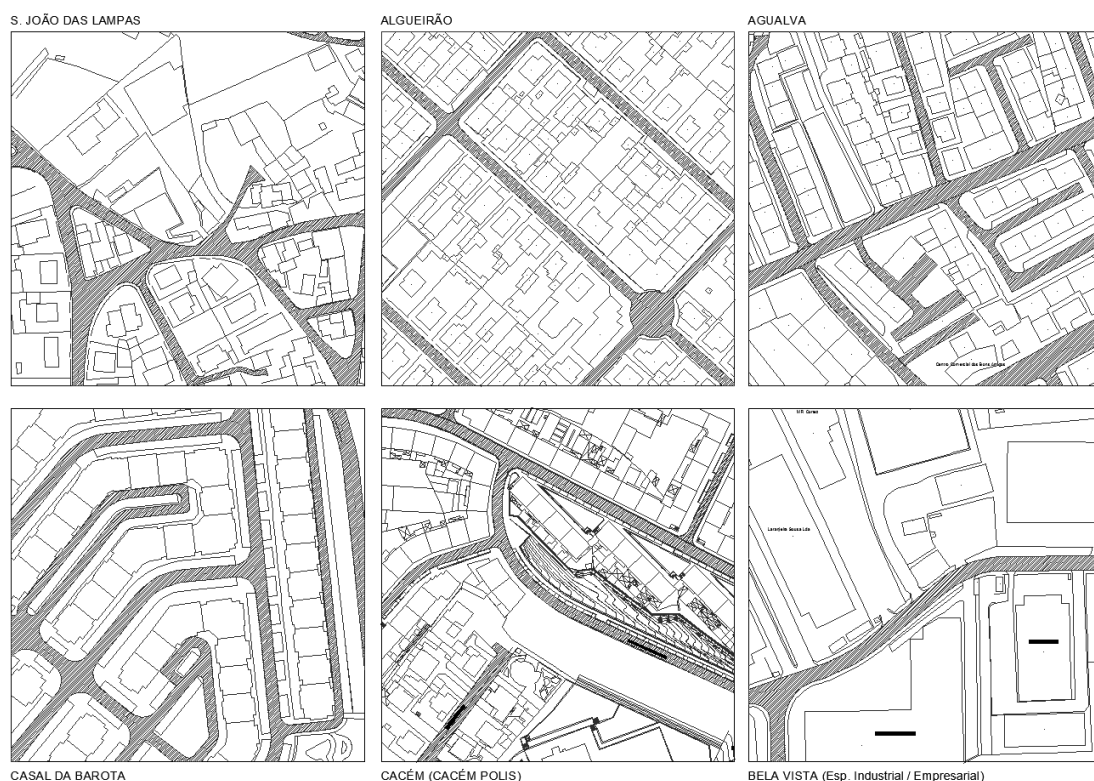 S. JOÃO DAS LAMPAS
ALGUEIRÃO
AGUALVA
CASAL DA BAROTA
CACÉM (CACÉM POLIS)
BELA VISTA (Esp. Industrial / Empresarial)